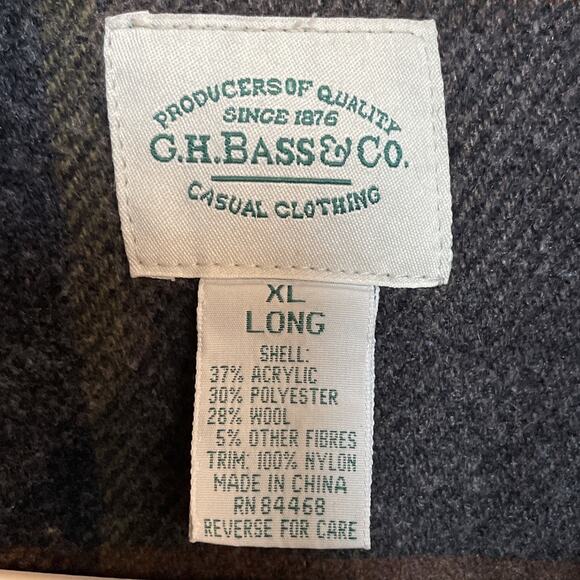 PRODUCERS OF QUALITY
SINCE 1876
G.H. BASS & CO.
CASUAL CLOTHING
XL
LONG
SHELL:
37% ACRYLIC
30% POLYESTER
28% WOOL
5% OTHER FIBRES
TRIM: 100% NYLON
MADE IN CHINA
RN 84468
REVERSE FOR CARE